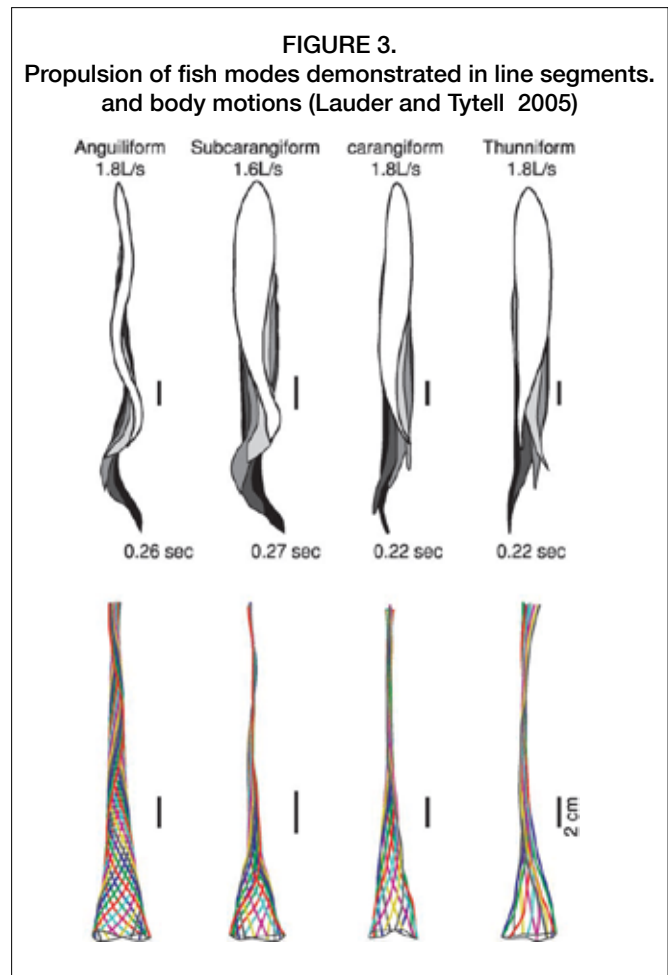 FIGURE 3.
Propulsion of fish modes demonstrated in line segments.
and body motions (Lauder and Tytell 2005)
Anguiliform Subcarangiform carangiform Thunniform
1.8L/s 1.6L/s 1.8L/s 1.8L/s
0.26 sec 0.27 sec 0.22 sec 0.22 sec
2 cm